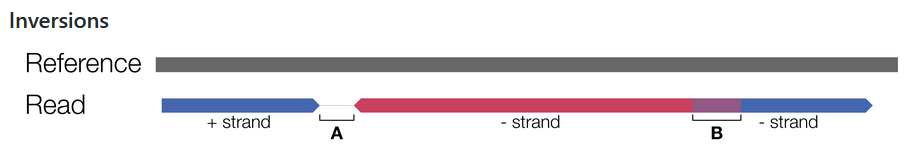 Inversions
Reference
Read
+ strand
- strand
- strand
A
B